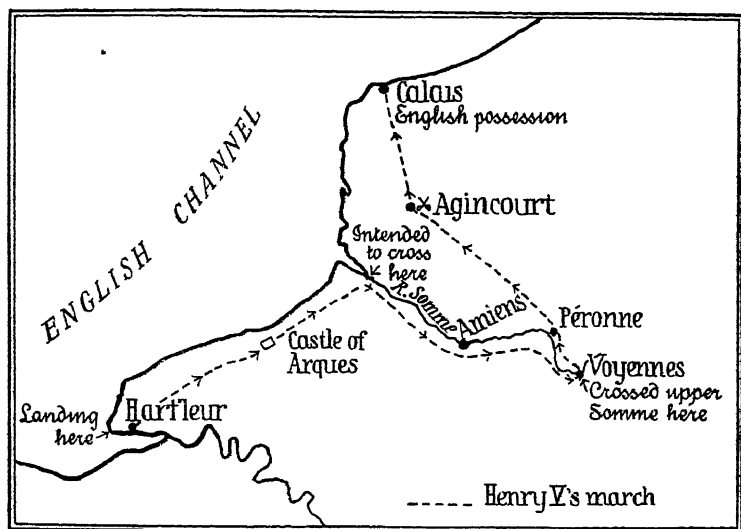 Calais
English possession
ENGLISH CHANNEL
Agincourt
Intended
to cross
here
R. Somme
Amiens
Péronne
Castle of
Arques
Voyennes
Crossed upper
Somme here
Landing
here
Harfleur
Henry V's march